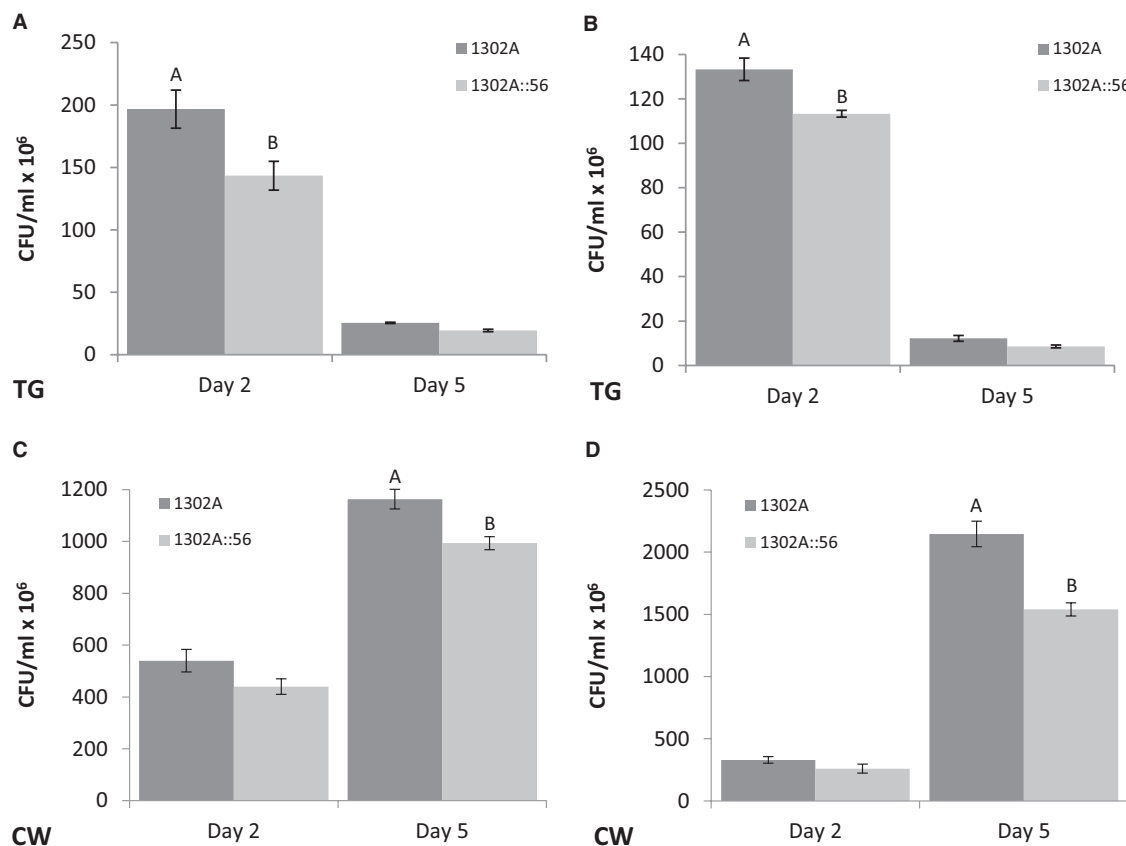 A
250
200
150
100
50
0
CFU/ml x 10⁶
A
B
1302A
1302A::56
Day 2 Day 5
TG
B
140
120
100
80
60
40
20
0
CFU/ml x 10⁶
A
B
1302A
1302A::56
Day 2 Day 5
TG
C
1200
1000
800
600
400
200
0
CFU/ml x 10⁶
1302A
1302A::56
A
B
Day 2 Day 5
CW
D
2500
2000
1500
1000
500
0
CFU/ml x 10⁶
1302A
1302A::56
A
B
Day 2 Day 5
CW